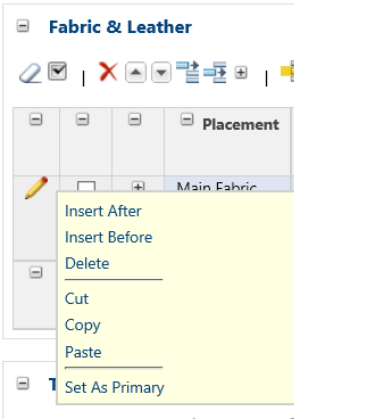 Fabric & Leather
Placement
Main Fabric
Insert After
Insert Before
Delete
Cut
Copy
Paste
Set As Primary